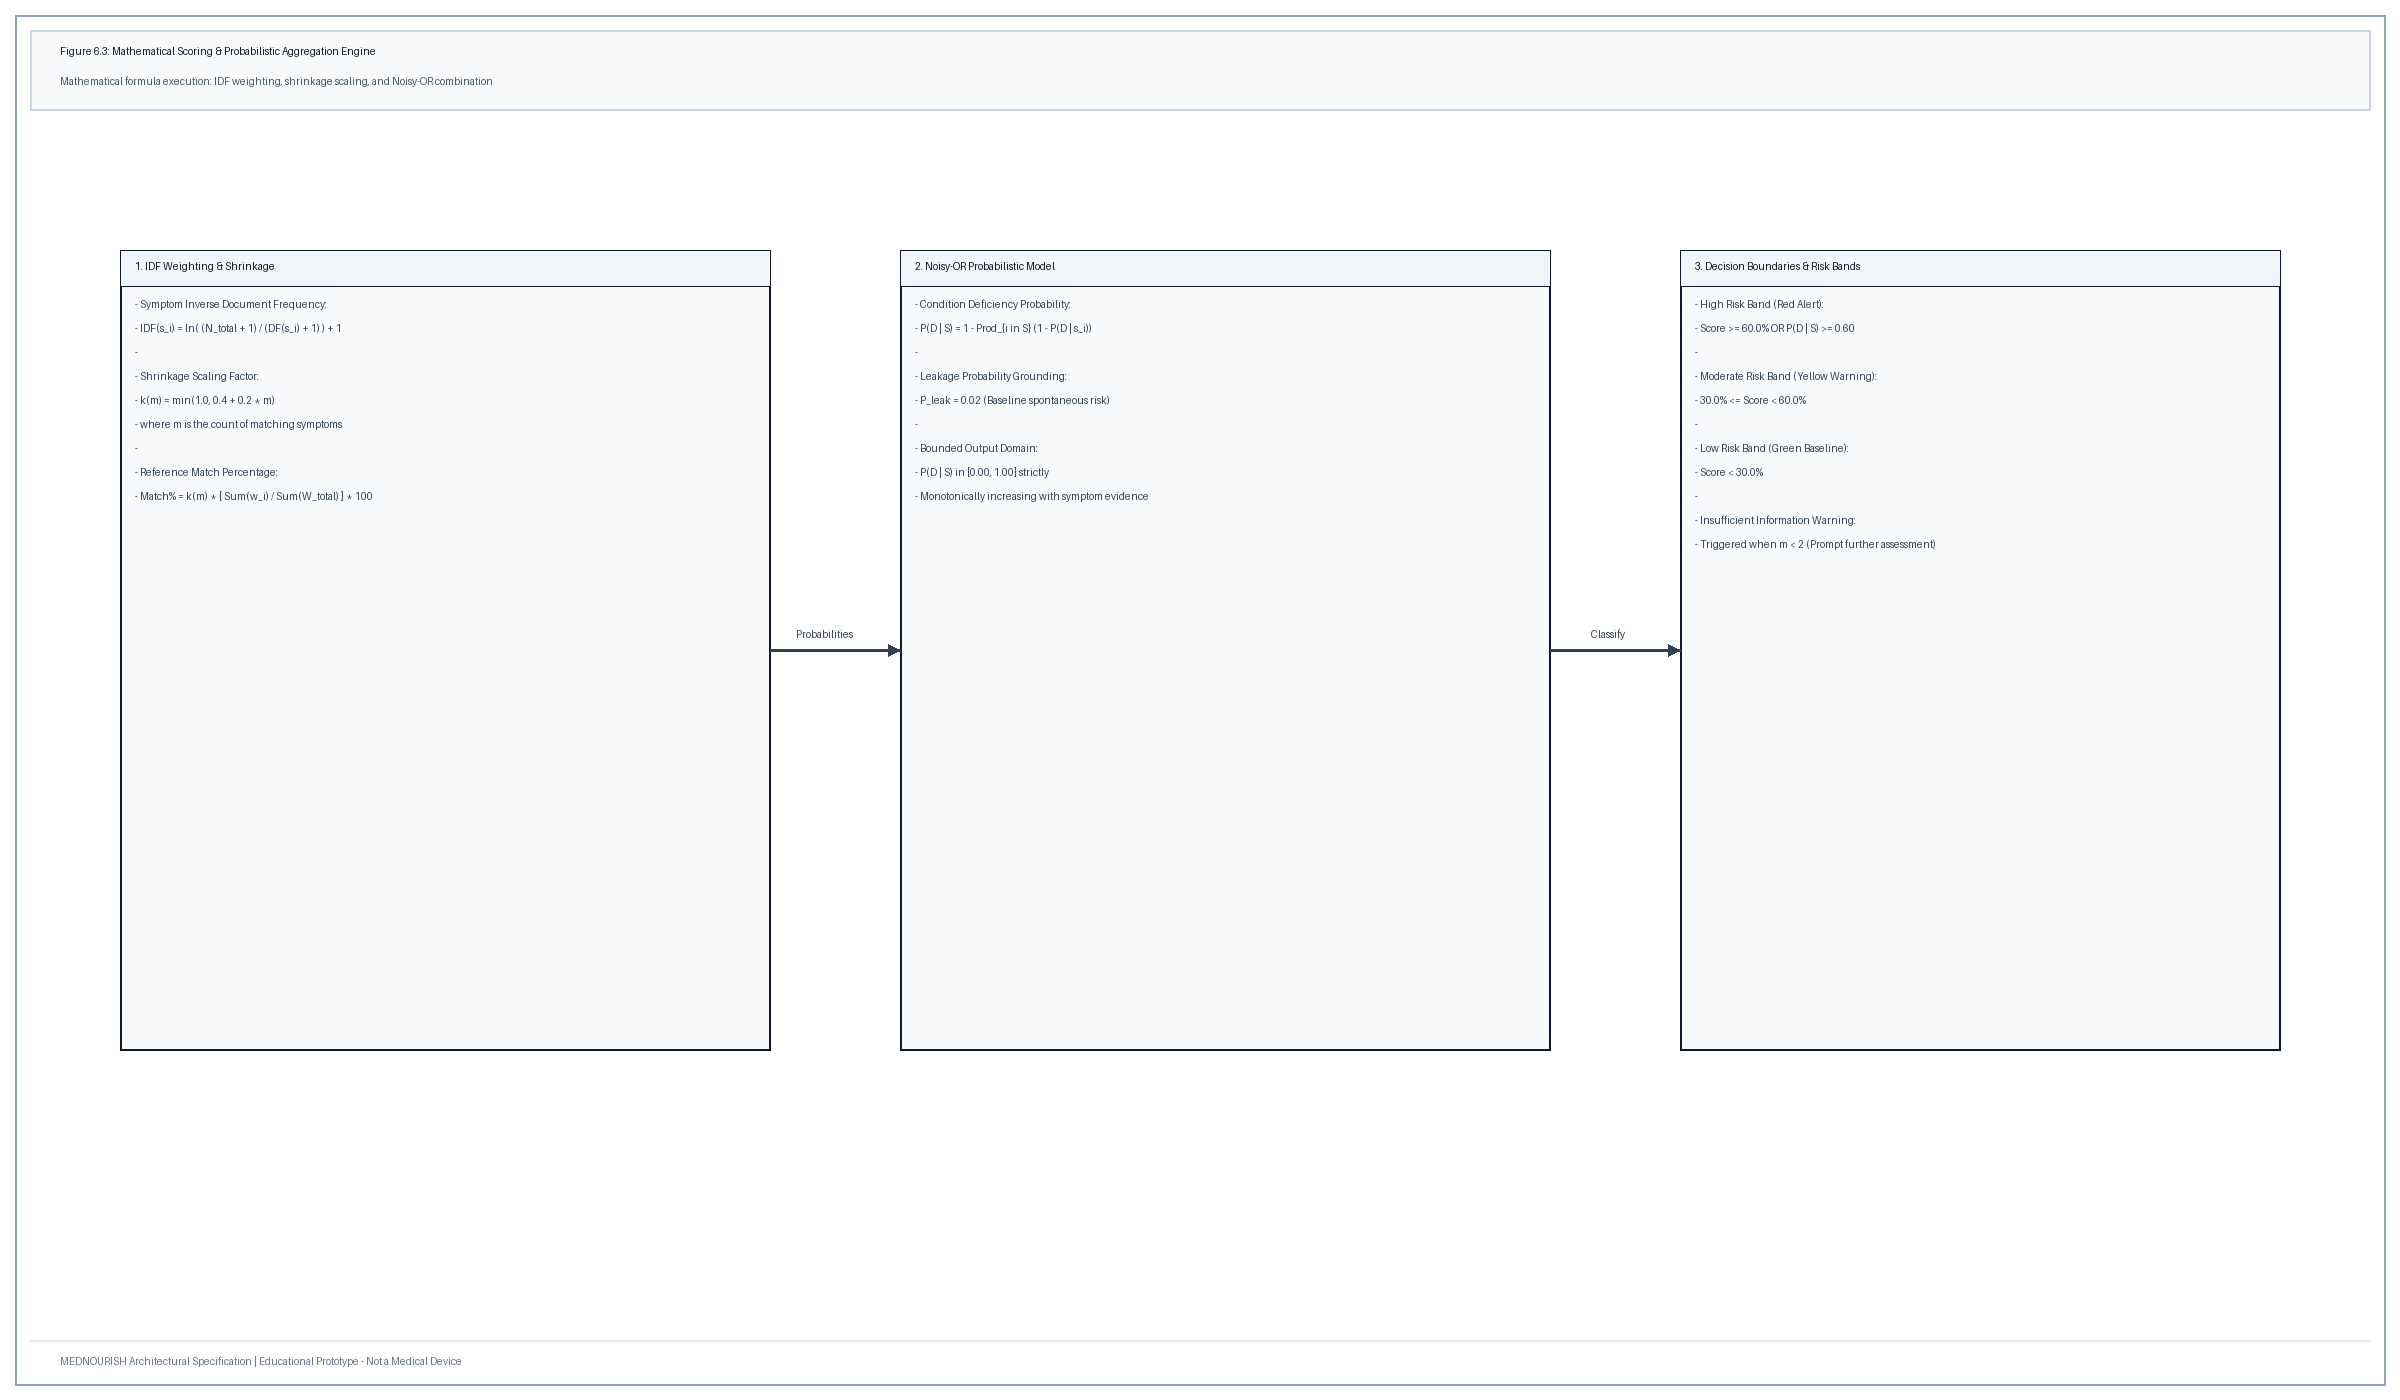 Figure 6.3: Mathematical Scoring & Probabilistic Aggregation Engine
Mathematical formula execution: IDF weighting, shrinkage scaling, and Noisy-OR combination
1. IDF Weighting & Shrinkage
- Symptom Inverse Document Frequency:
- IDF(s_i) = ln( (N_total + 1) / (DF(s_i) + 1) ) + 1
-
- Shrinkage Scaling Factor:
- k(m) = min(1.0, 0.4 + 0.2 * m)
- where m is the count of matching symptoms
-
- Reference Match Percentage:
- Match% = k(m) * [ Sum(w_i) / Sum(W_total) ] * 100
Probabilities
2. Noisy-OR Probabilistic Model
- Condition Deficiency Probability:
- P(D | S) = 1 - Prod_{i in S} (1 - P(D | s_i))
-
- Leakage Probability Grounding:
- P_leak = 0.02 (Baseline spontaneous risk)
-
- Bounded Output Domain:
- P(D | S) in [0.00, 1.00] strictly
- Monotonically increasing with symptom evidence
Classify
3. Decision Boundaries & Risk Bands
- High Risk Band (Red Alert):
- Score >= 60.0% OR P(D | S) >= 0.60
-
- Moderate Risk Band (Yellow Warning):
- 30.0% <= Score < 60.0%
-
- Low Risk Band (Green Baseline):
- Score < 30.0%
-
- Insufficient Information Warning:
- Triggered when m < 2 (Prompt further assessment)
MEDNOURISH Architectural Specification | Educational Prototype - Not a Medical Device